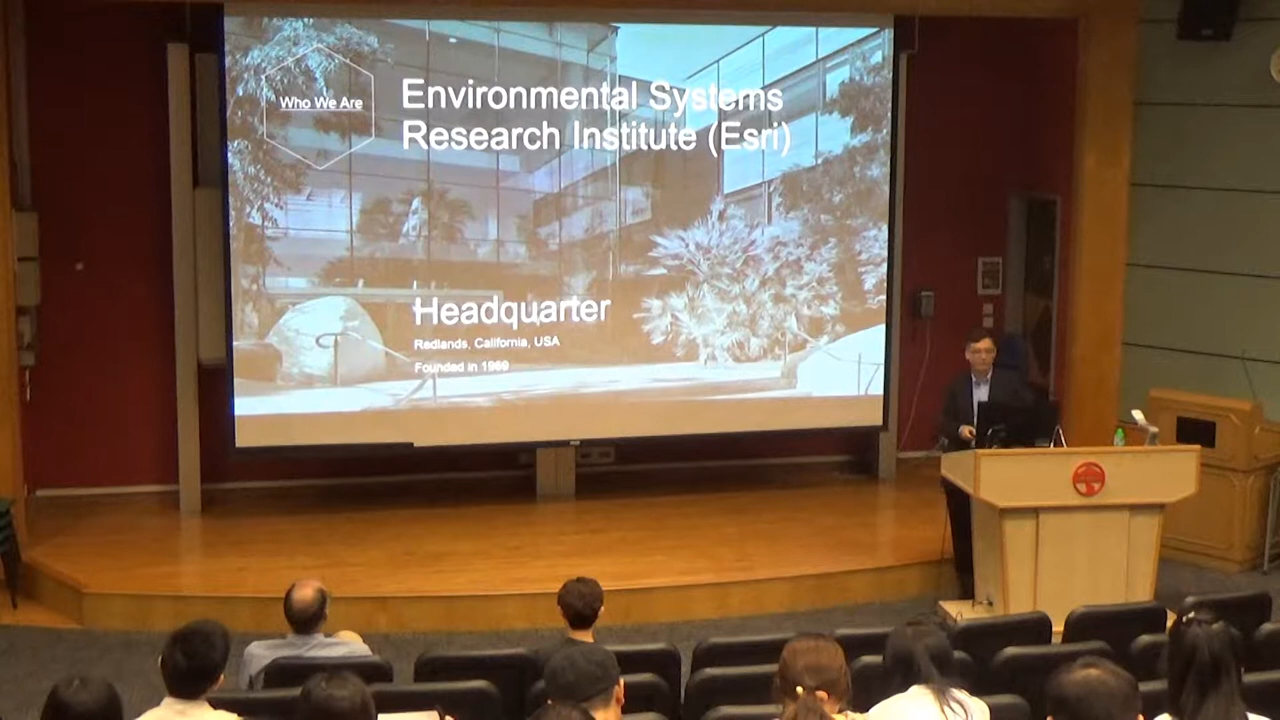 Who We Are
Environmental Systems
Research Institute (Esri)
Headquarter
Redlands, California, USA
Founded in 1969